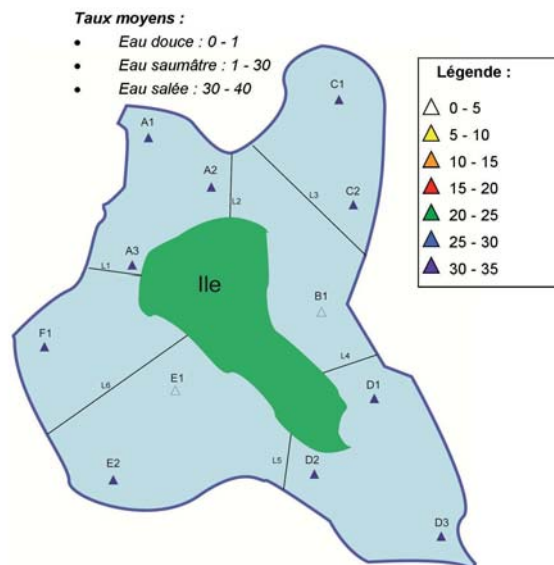 Taux moyens :
• Eau douce : 0 - 1
• Eau saumâtre : 1 - 30
• Eau salée : 30 - 40
Légende :
0 - 5
5 - 10
10 - 15
15 - 20
20 - 25
25 - 30
30 - 35
C1
A1
A2
L2
L3
C2
A3
L1
Ile
B1
F1
L4
L6
E1
D1
L5
D2
E2
D3